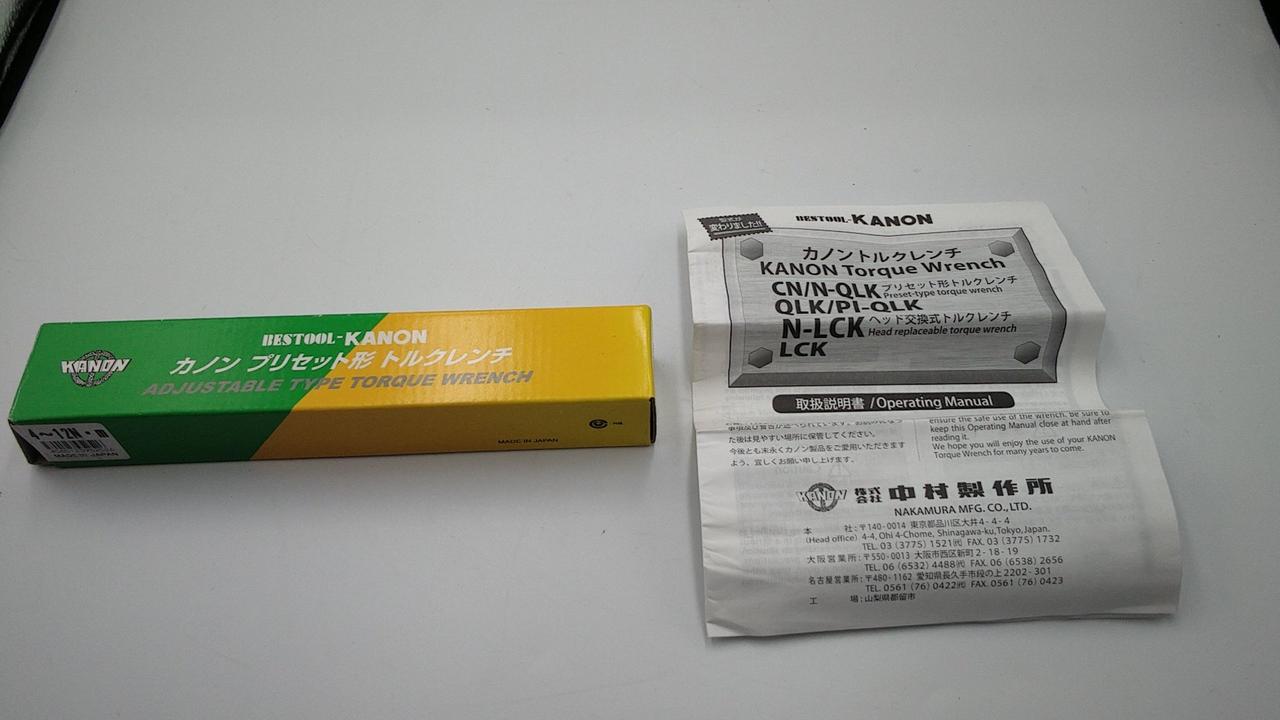 BESTOOL-KANON
カノン プリセット形 トルクレンチ
ADJUSTABLE TYPE TORQUE WRENCH
KANON
4～12N・m
MADE IN JAPAN
MADE IN JAPAN
変わりました!!
BESTOOL-KANON
カノントルクレンチ
KANON Torque Wrench
CN/N-QLK プリセット形トルクレンチ
Preset-type torque wrench
QLK/PI-QLK
N-LCK ヘッド交換式トルクレンチ
Head replaceable torque wrench
LCK
取扱説明書/Operating Manual
た後は見やすい場所に保管してください。
今後とも末永くカノン製品をご愛用いただきます
よう、宜しくお願い申し上げます。
ensure the safe use of the wrench, be sure to
keep this Operating Manual close at hand after
reading it.
We hope you will enjoy the use of your KANON
Torque Wrench for many years to come.
KANON 株式会社 中村製作所
NAKAMURA MFG. CO., LTD.
本 社:〒140-0014 東京都品川区大井4-4-4
(Head office) 4-4, Ohi 4-Chome, Shinagawa-ku, Tokyo, Japan.
TEL. 03 (3775) 1521㈹ FAX. 03 (3775) 1732
大阪営業所:〒550-0013 大阪市西区新町2-18-19
TEL. 06 (6532) 4488㈹ FAX. 06 (6538) 2656
名古屋営業所:〒480-1162 愛知県長久手市段の上2202-301
TEL. 0561 (76) 0422㈹ FAX. 0561 (76) 0423
工 場:山梨県都留市